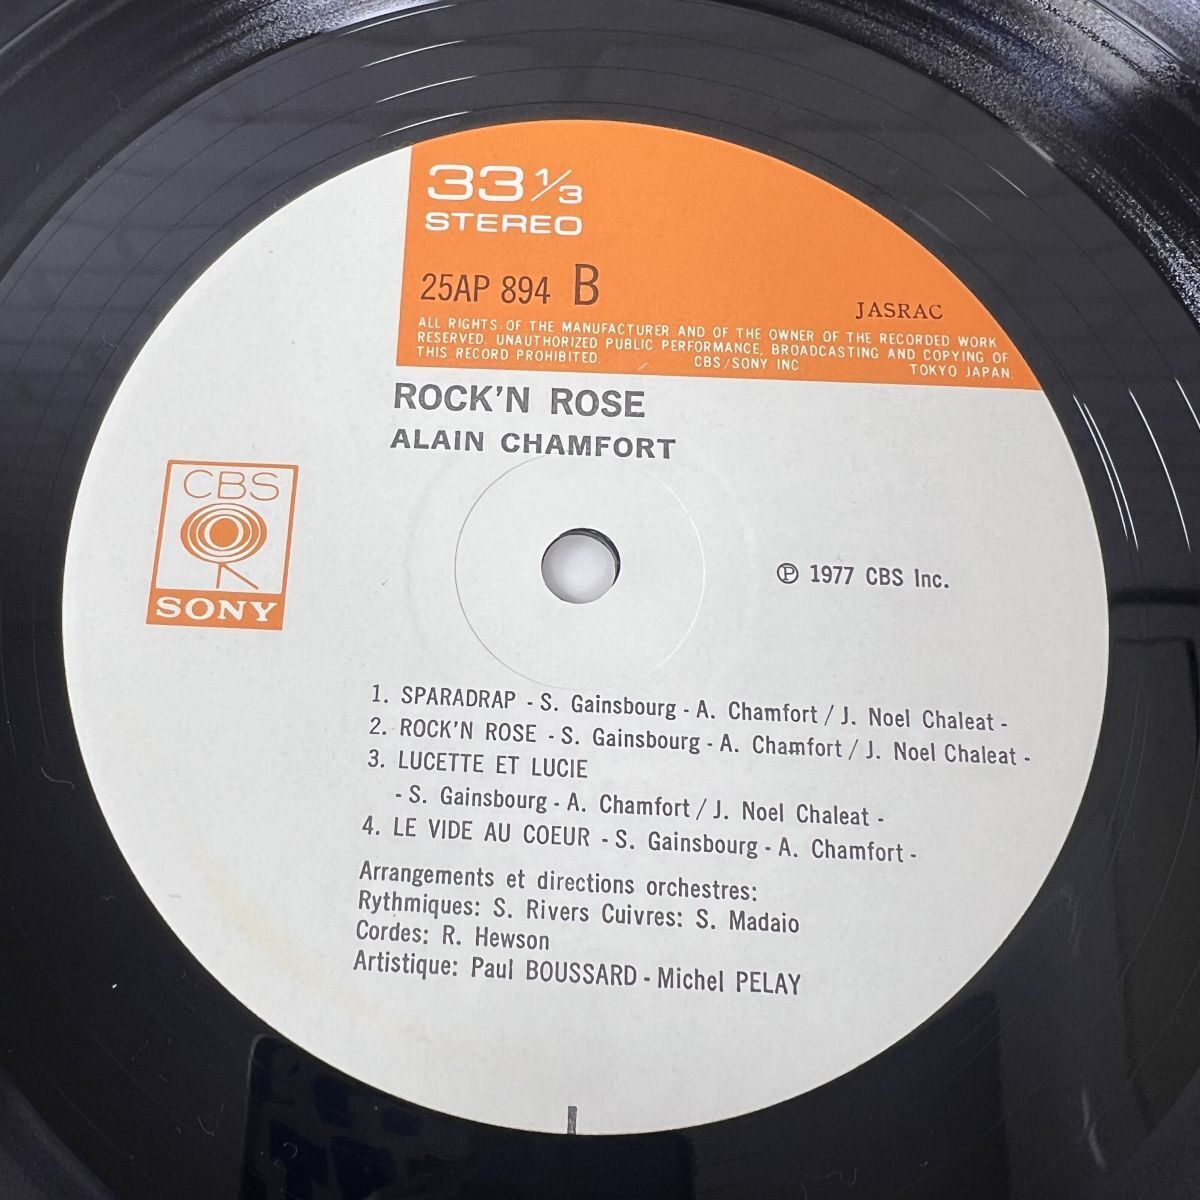 33 1/3
STEREO
25AP 894 B
JASRAC
ALL RIGHTS OF THE MANUFACTURER AND OF THE OWNER OF THE RECORDED WORK
RESERVED. UNAUTHORIZED PUBLIC PERFORMANCE, BROADCASTING AND COPYING OF
THIS RECORD PROHIBITED. CBS/SONY INC. TOKYO JAPAN.
ROCK'N ROSE
ALAIN CHAMFORT
CBS
SONY
℗ 1977 CBS Inc.
1. SPARADRAP - S. Gainsbourg - A. Chamfort / J. Noel Chaleat -
2. ROCK'N ROSE - S. Gainsbourg - A. Chamfort / J. Noel Chaleat -
3. LUCETTE ET LUCIE
- S. Gainsbourg - A. Chamfort / J. Noel Chaleat -
4. LE VIDE AU COEUR - S. Gainsbourg - A. Chamfort -
Arrangements et directions orchestres:
Rythmiques: S. Rivers Cuivres: S. Madaio
Cordes: R. Hewson
Artistique: Paul BOUSSARD - Michel PELAY